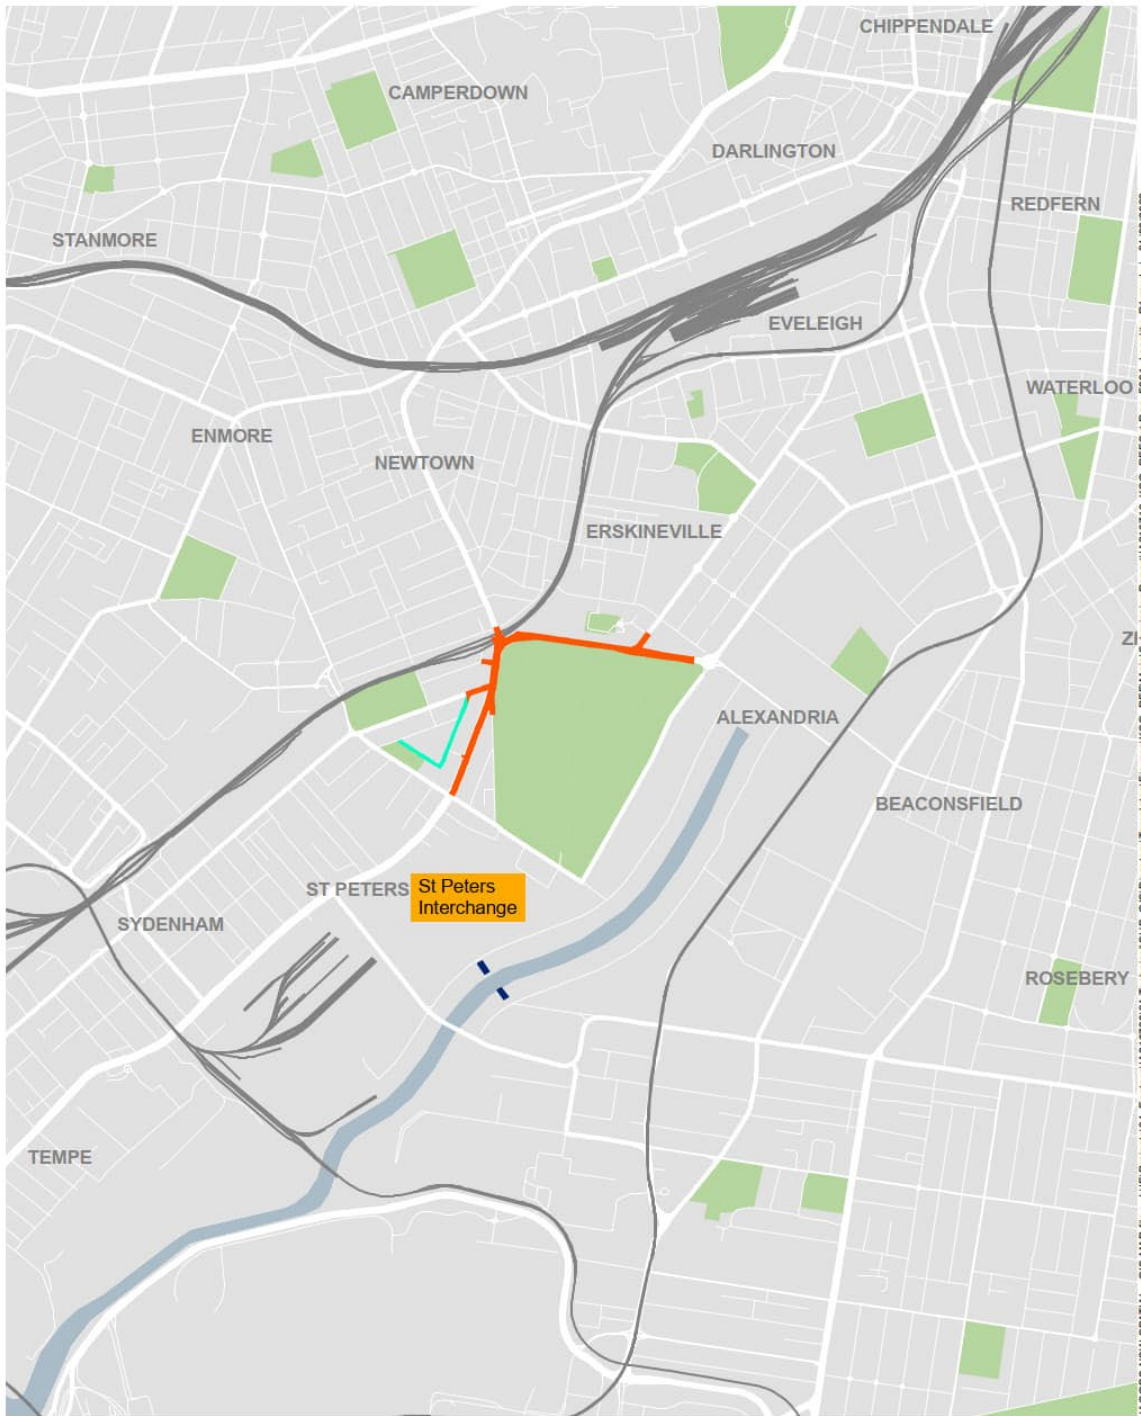 CHIPPENDALE
CAMPERDOWN
DARLINGTON
REDFERN
STANMORE
EVELEIGH
WATERLOO
ENMORE
NEWTOWN
ERSKINEVILLE
ALEXANDRIA
BEACONSFIELD
ST PETERS
St Peters
Interchange
SYDENHAM
ROSEBERY
TEMPE